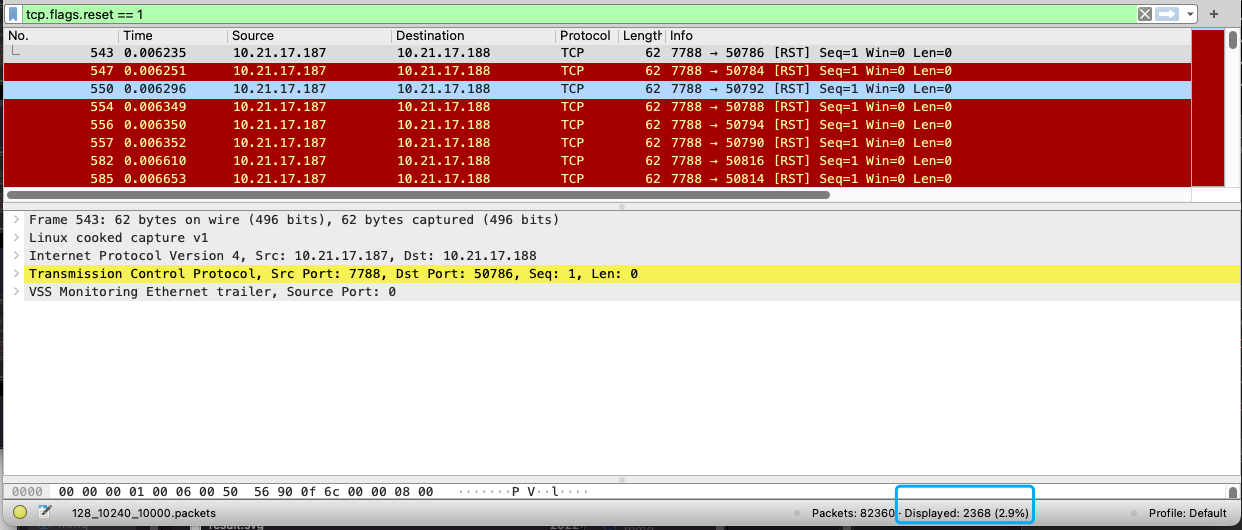 tcp.flags.reset == 1
No. Time Source Destination Protocol Length Info
543 0.006235 10.21.17.187 10.21.17.188 TCP 62 7788 → 50786 [RST] Seq=1 Win=0 Len=0
547 0.006251 10.21.17.187 10.21.17.188 TCP 62 7788 → 50784 [RST] Seq=1 Win=0 Len=0
550 0.006296 10.21.17.187 10.21.17.188 TCP 62 7788 → 50792 [RST] Seq=1 Win=0 Len=0
554 0.006349 10.21.17.187 10.21.17.188 TCP 62 7788 → 50788 [RST] Seq=1 Win=0 Len=0
556 0.006350 10.21.17.187 10.21.17.188 TCP 62 7788 → 50794 [RST] Seq=1 Win=0 Len=0
557 0.006352 10.21.17.187 10.21.17.188 TCP 62 7788 → 50790 [RST] Seq=1 Win=0 Len=0
582 0.006610 10.21.17.187 10.21.17.188 TCP 62 7788 → 50816 [RST] Seq=1 Win=0 Len=0
585 0.006653 10.21.17.187 10.21.17.188 TCP 62 7788 → 50814 [RST] Seq=1 Win=0 Len=0
Frame 543: 62 bytes on wire (496 bits), 62 bytes captured (496 bits)
Linux cooked capture v1
Internet Protocol Version 4, Src: 10.21.17.187, Dst: 10.21.17.188
Transmission Control Protocol, Src Port: 7788, Dst Port: 50786, Seq: 1, Len: 0
VSS Monitoring Ethernet trailer, Source Port: 0
0000 00 00 00 01 00 06 00 50 56 90 0f 6c 00 00 08 00 ·······P V··l····
128_10240_10000.packets Packets: 82360 · Displayed: 2368 (2.9%) Profile: Default